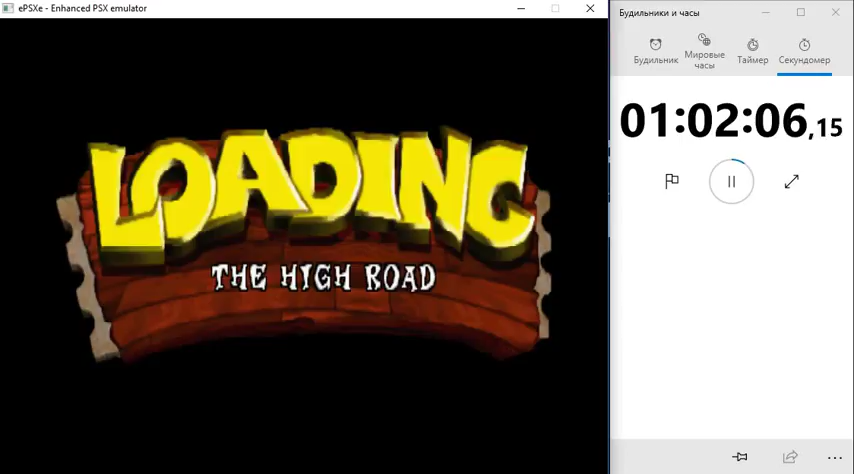 ePSXe - Enhanced PSX emulator
LOADING
THE HIGH ROAD
Будильники и часы
Будильник
Мировые
часы
Таймер
Секундомер
01:02:06,15